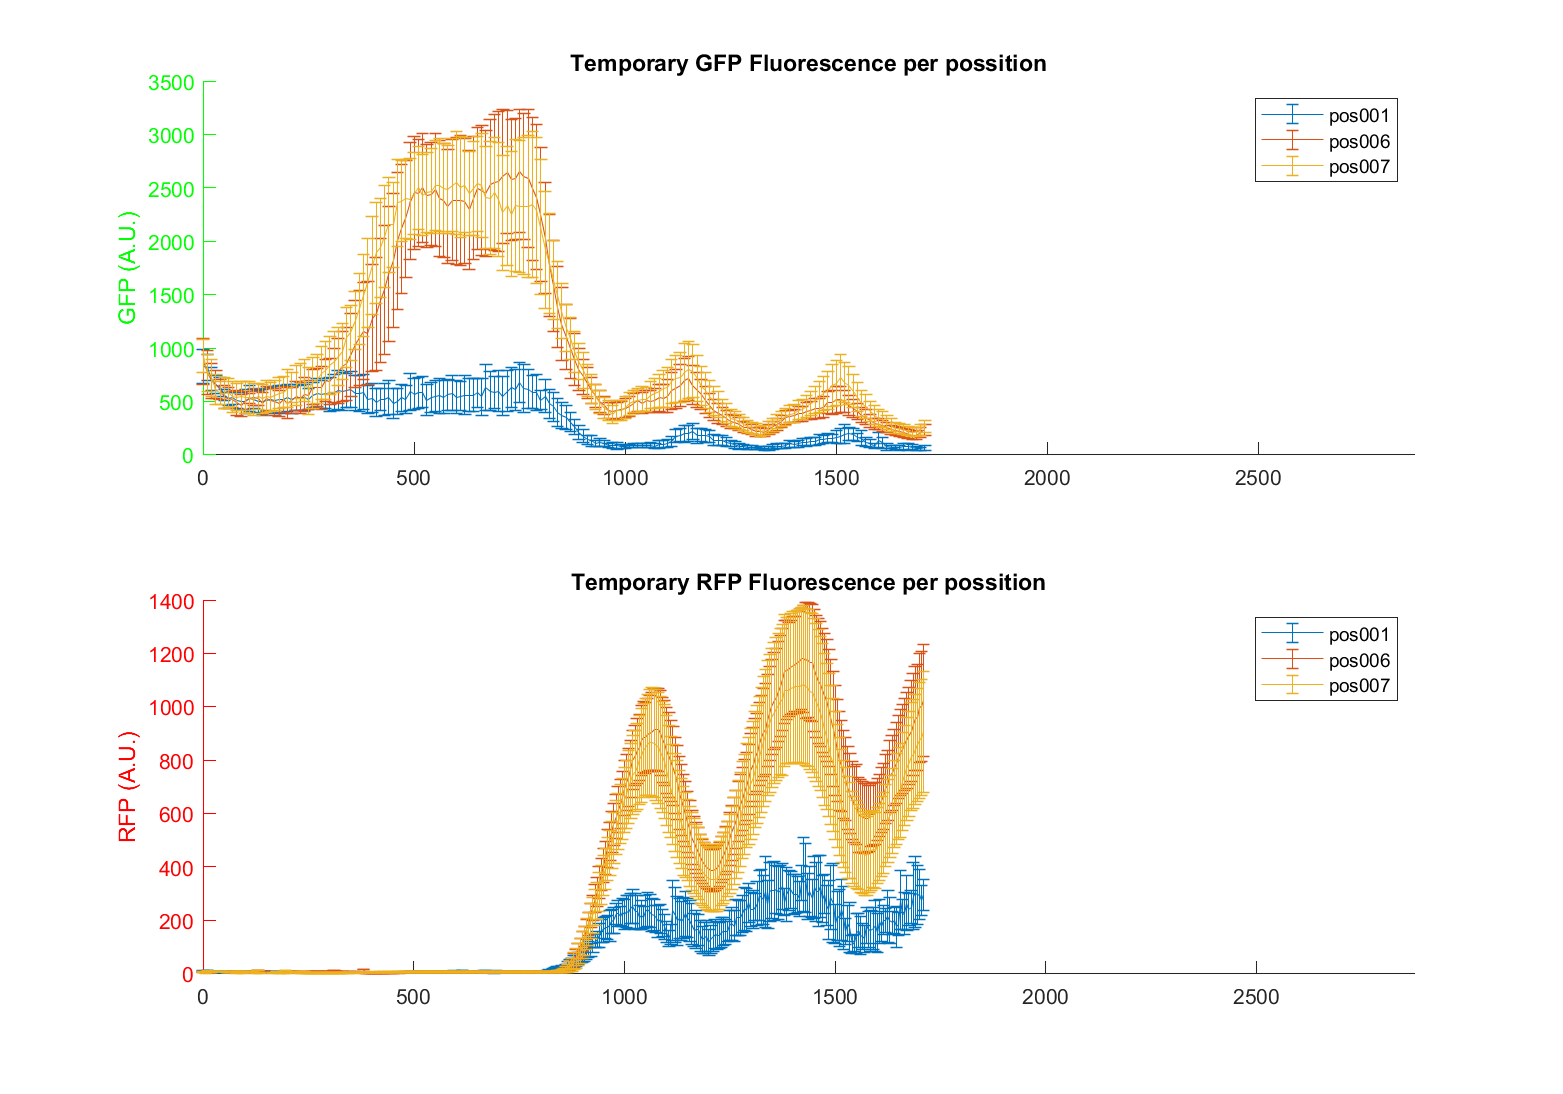 Temporary GFP Fluorescence per possition
3500
3000
2500
2000
1500
1000
500
0
GFP (A.U.)
0 500 1000 1500 2000 2500
pos001
pos006
pos007
Temporary RFP Fluorescence per possition
1400
1200
1000
800
600
400
200
0
RFP (A.U.)
0 500 1000 1500 2000 2500
pos001
pos006
pos007